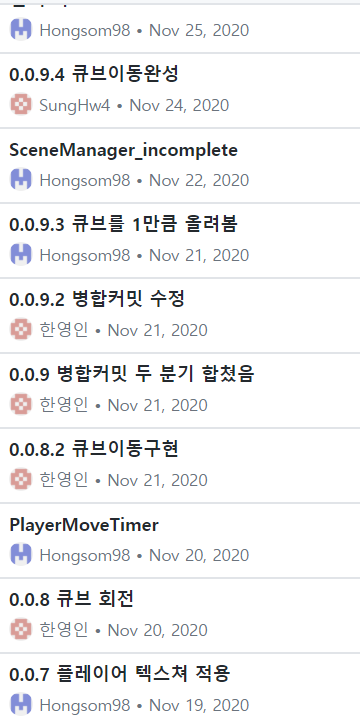 Hongsom98 • Nov 25, 2020
0.0.9.4 큐브이동완성
SungHw4 • Nov 24, 2020
SceneManager_incomplete
Hongsom98 • Nov 22, 2020
0.0.9.3 큐브를 1만큼 올려봄
Hongsom98 • Nov 21, 2020
0.0.9.2 병합커밋 수정
한영인 • Nov 21, 2020
0.0.9 병합커밋 두 분기 합쳤음
한영인 • Nov 21, 2020
0.0.8.2 큐브이동구현
한영인 • Nov 21, 2020
PlayerMoveTimer
Hongsom98 • Nov 20, 2020
0.0.8 큐브 회전
한영인 • Nov 20, 2020
0.0.7 플레이어 텍스쳐 적용
Hongsom98 • Nov 19, 2020